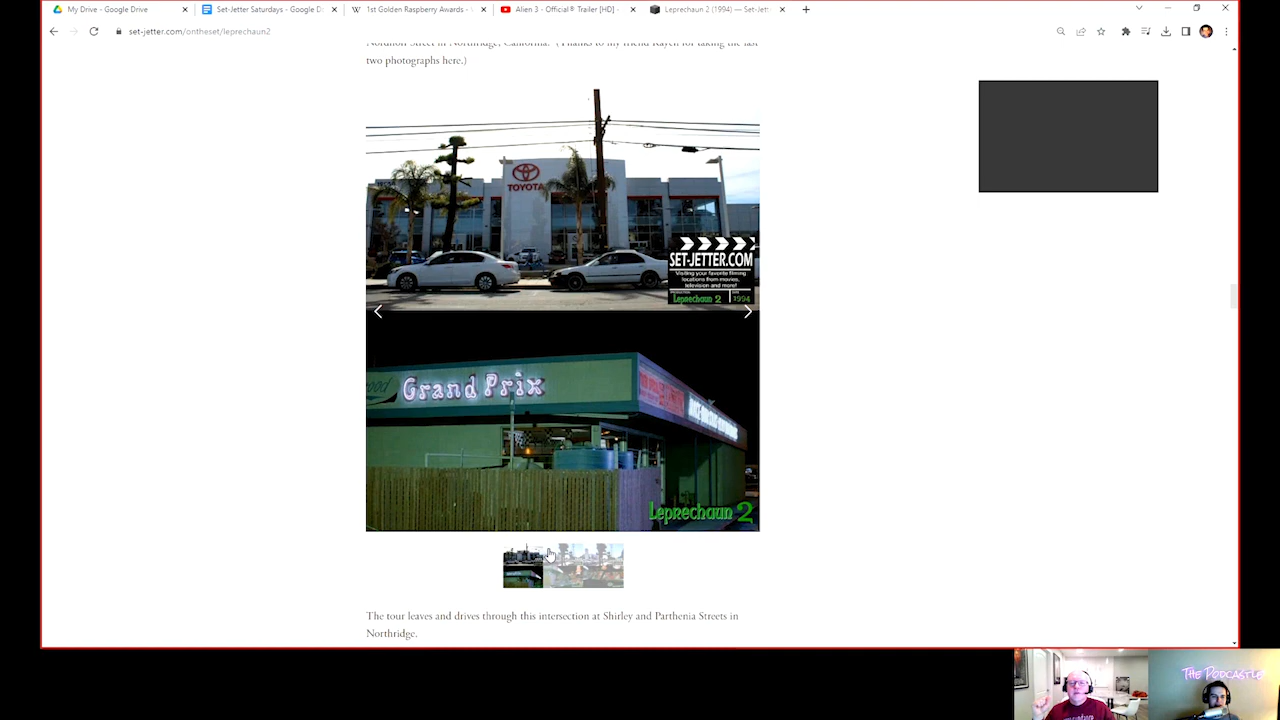 My Drive - Google Drive
Set-Jetter Saturdays - Google D
1st Golden Raspberry Awards -
Alien 3 - Official® Trailer [HD] -
Leprechaun 2 (1994) — Set-Jett
set-jetter.com/ontheset/leprechaun2
two photographs here.)
TOYOTA
SET-JETTER.COM
Visiting your favorite filming
locations from movies,
television and more!
Leprechaun 2 1994
Grand Prix
Leprechaun 2
The tour leaves and drives through this intersection at Shirley and Parthenia Streets in
Northridge.
The Podcastle